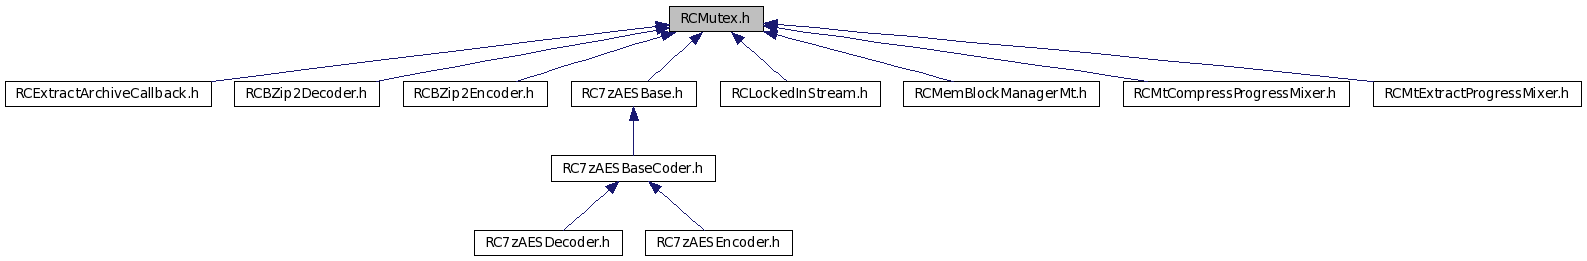 RCMutex.h
RCExtractArchiveCallback.h
RCBZip2Decoder.h
RCBZip2Encoder.h
RC7zAESBase.h
RCLockedInStream.h
RCMemBlockManagerMt.h
RCMtCompressProgressMixer.h
RCMtExtractProgressMixer.h
RC7zAESBaseCoder.h
RC7zAESDecoder.h
RC7zAESEncoder.h